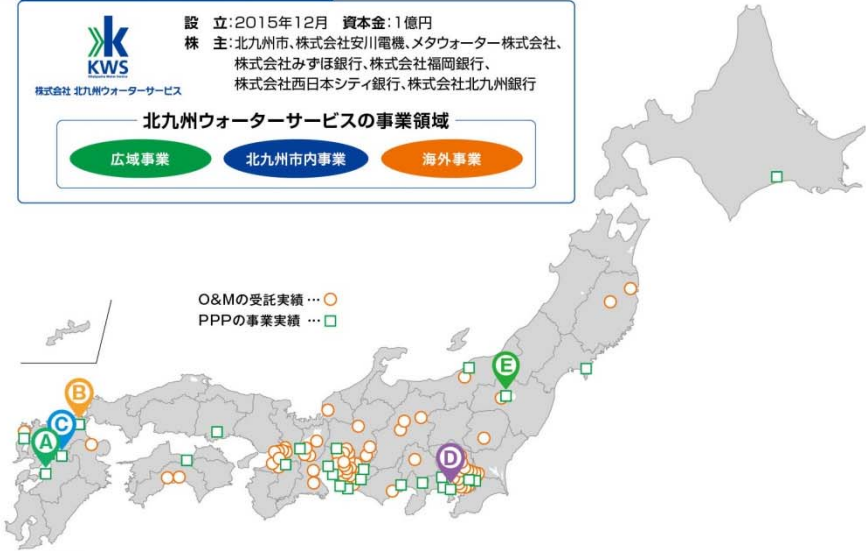 設 立:2015年12月 資本金:1億円
株 主:北九州市、株式会社安川電機、メタウォーター株式会社、
株式会社みずほ銀行、株式会社福岡銀行、
株式会社西日本シティ銀行、株式会社北九州銀行
KWS
株式会社 北九州ウォーターサービス
北九州ウォーターサービスの事業領域
広域事業
北九州市内事業
海外事業
O&Mの受託実績…
PPPの事業実績…
E
B
C
A
D